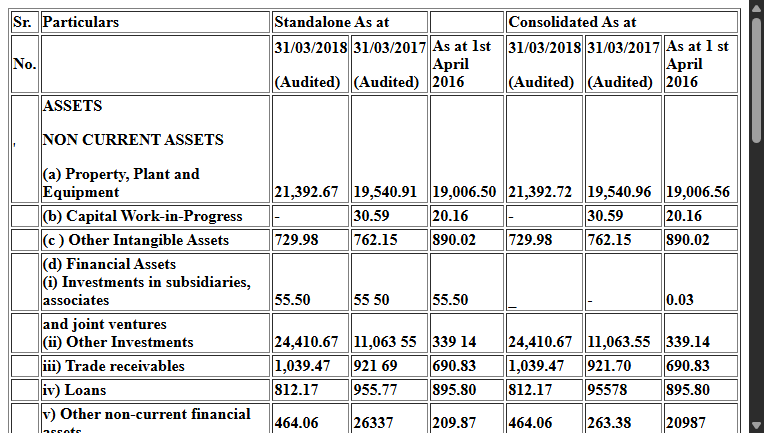 Sr. Particulars Standalone As at Consolidated As at
No. 31/03/2018 (Audited) 31/03/2017 (Audited) As at 1st April 2016 31/03/2018 (Audited) 31/03/2017 (Audited) As at 1 st April 2016
ASSETS
NON CURRENT ASSETS
(a) Property, Plant and
Equipment 21,392.67 19,540.91 19,006.50 21,392.72 19,540.96 19,006.56
(b) Capital Work-in-Progress - 30.59 20.16 - 30.59 20.16
(c ) Other Intangible Assets 729.98 762.15 890.02 729.98 762.15 890.02
(d) Financial Assets
(i) Investments in subsidiaries,
associates 55.50 55 50 55.50 _ - 0.03
and joint ventures
(ii) Other Investments 24,410.67 11,063 55 339 14 24,410.67 11,063.55 339.14
iii) Trade receivables 1,039.47 921 69 690.83 1,039.47 921.70 690.83
iv) Loans 812.17 955.77 895.80 812.17 95578 895.80
v) Other non-current financial
assets 464.06 26337 209.87 464.06 263.38 20987